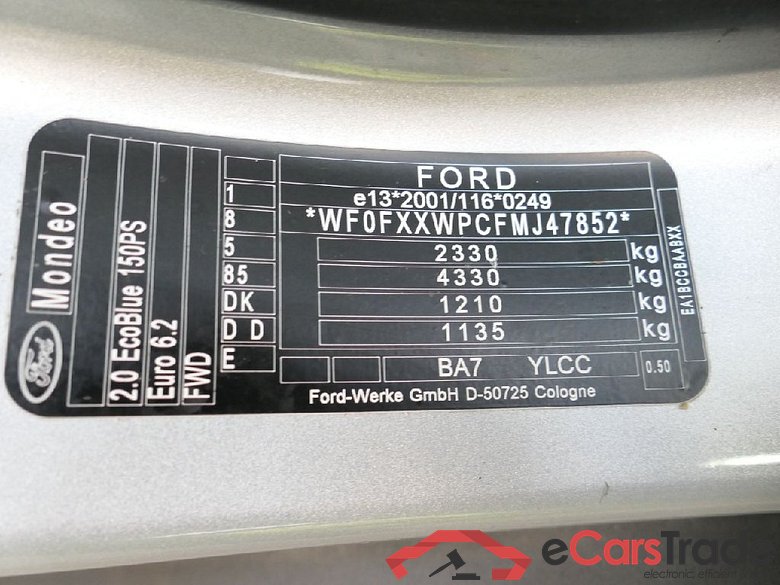 Ford
Mondeo
2.0 EcoBlue 150PS
Euro 6.2
FWD
1
8
5
85
DK
D D
E
FORD
e13*2001/116*0249
*WF0FXXWPCFMJ47852*
2330 kg
4330 kg
1210 kg
1135 kg
BA7 YLCC 0.50
Ford-Werke GmbH D-50725 Cologne
EA1BCCBAABXX
eCarsTrade
electronic, efficient